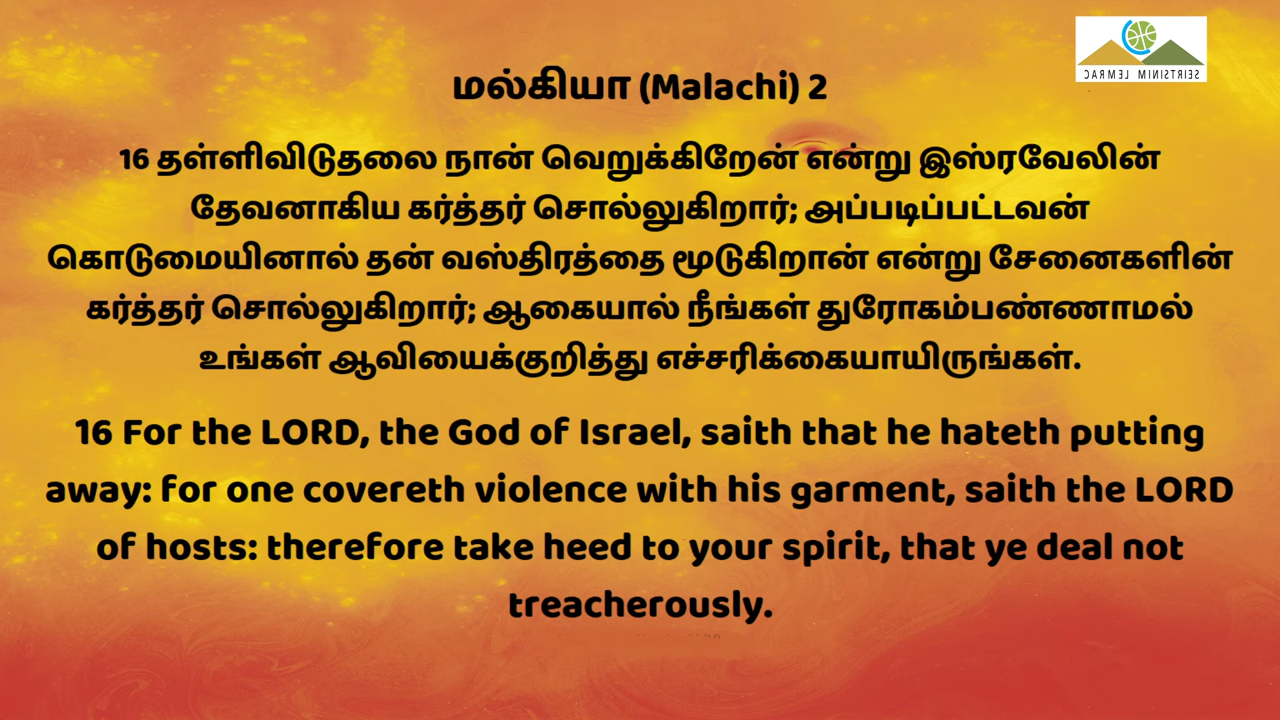 CARMEL MINISTRIES
மல்கியா (Malachi) 2
16 தள்ளிவிடுதலை நான் வெறுக்கிறேன் என்று இஸ்ரவேலின்
தேவனாகிய கர்த்தர் சொல்லுகிறார்; அப்படிப்பட்டவன்
கொடுமையினால் தன் வஸ்திரத்தை மூடுகிறான் என்று சேனைகளின்
கர்த்தர் சொல்லுகிறார்; ஆகையால் நீங்கள் துரோகம்பண்ணாமல்
உங்கள் ஆவியைக்குறித்து எச்சரிக்கையாயிருங்கள்.
16 For the LORD, the God of Israel, saith that he hateth putting
away: for one covereth violence with his garment, saith the LORD
of hosts: therefore take heed to your spirit, that ye deal not
treacherously.